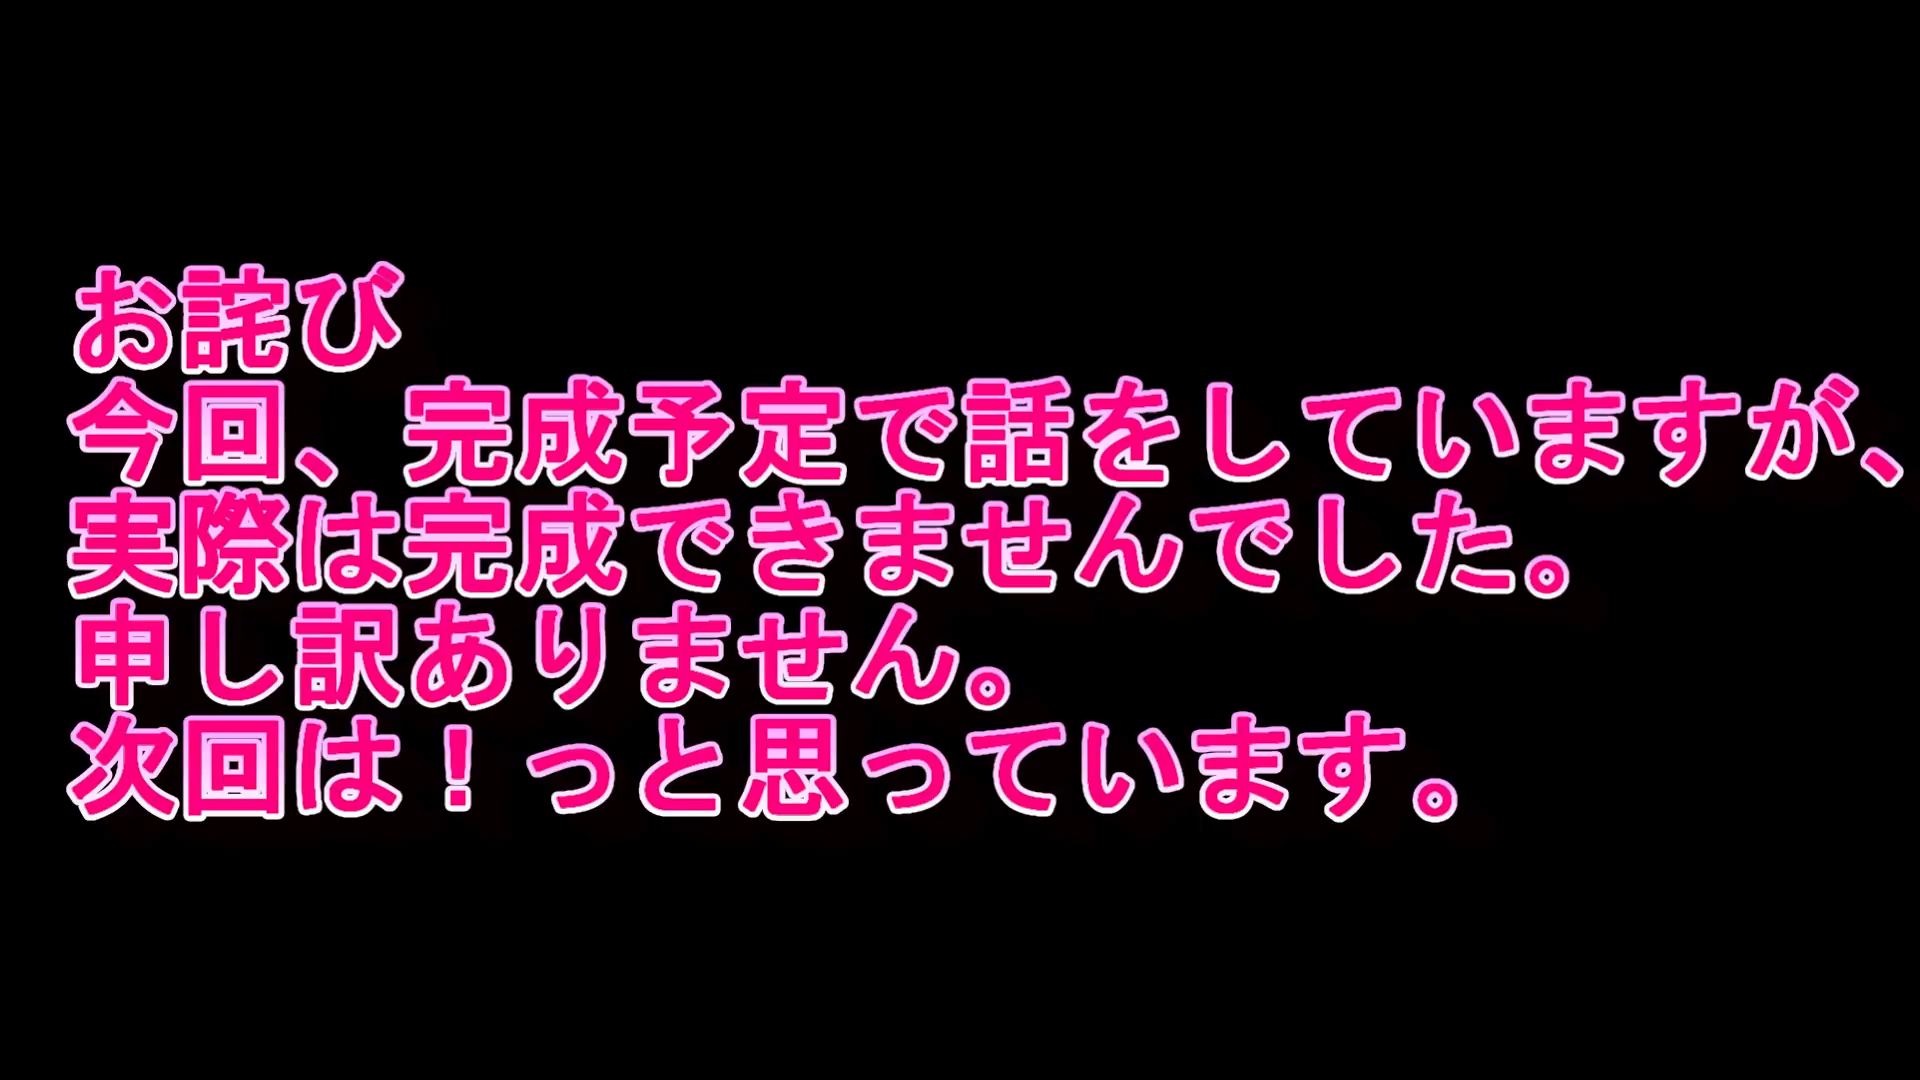 お詫び
今回、完成予定で話をしていますが、
実際は完成できませんでした。
申し訳ありません。
次回は！っと思っています。